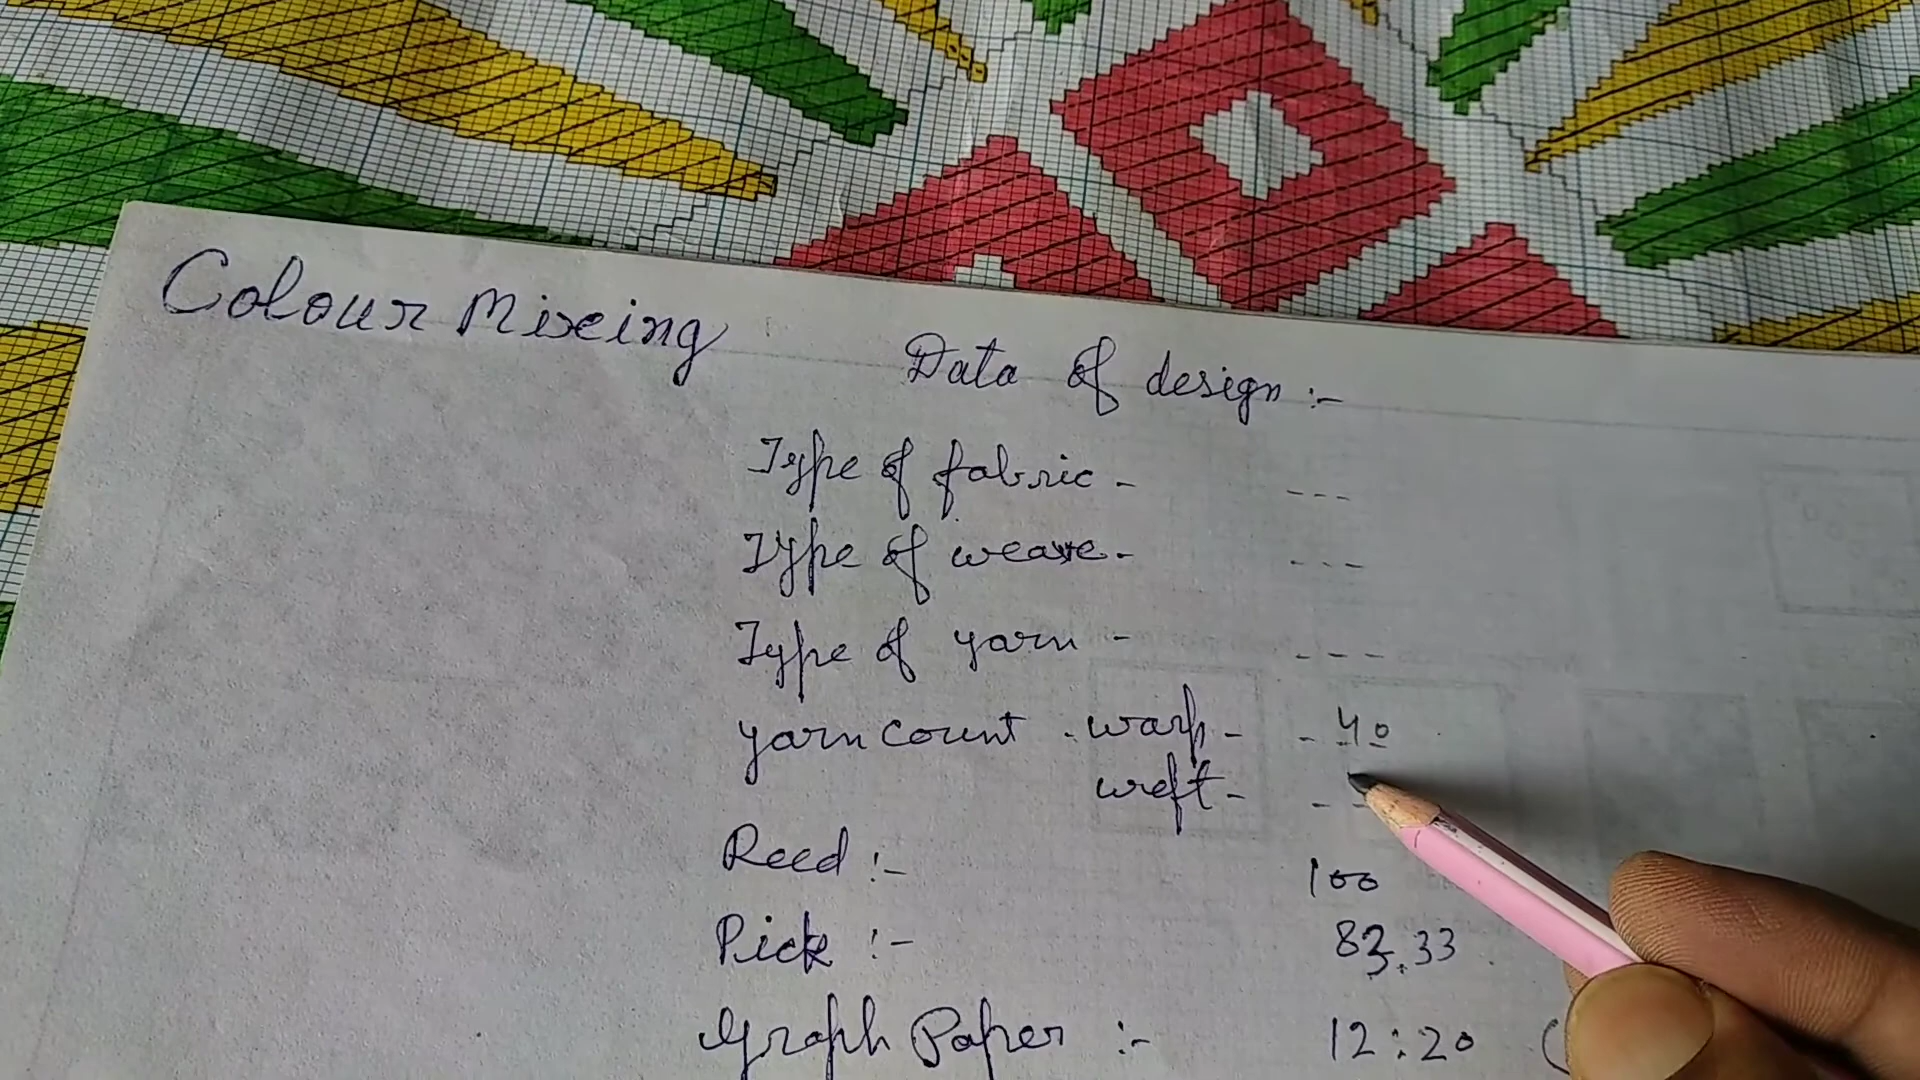 Colour Mixing
Data of design :-
Type of fabric - - - -
Type of weave - - - -
Type of yarn - - - -
yarn count - warp - - 40
weft - - -
Reed :- 100
Pick :- 83.33
Graph Paper :- 12:20 (